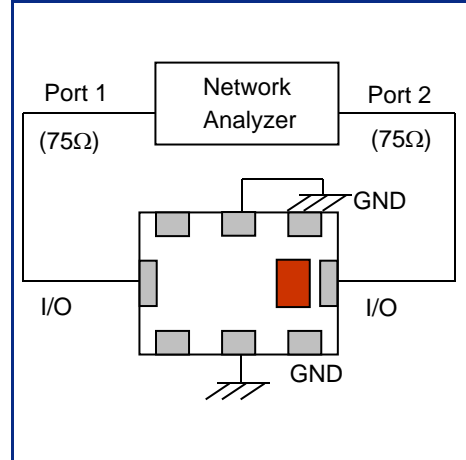 Network
Analyzer
Port 1
Port 2
(75Ω)
(75Ω)
GND
I/O
I/O
GND